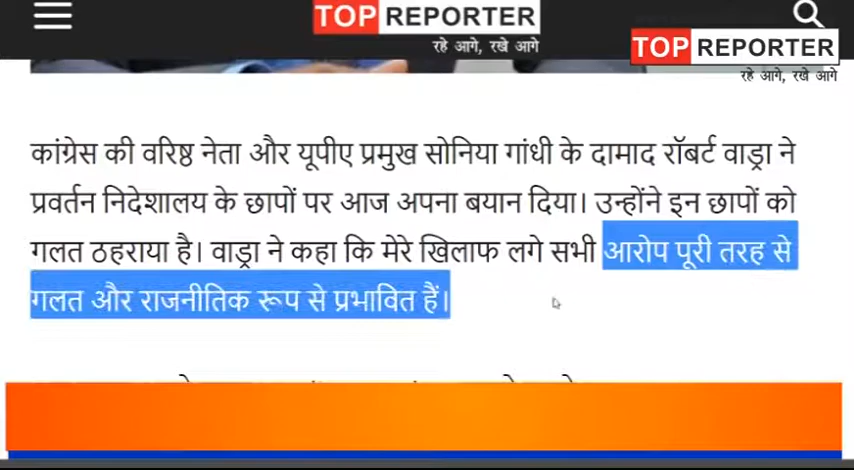 TOP REPORTER
रहे आगे, रखे आगे
TOP REPORTER
रहे आगे, रखे आगे
कांग्रेस की वरिष्ठ नेता और यूपीए प्रमुख सोनिया गांधी के दामाद रॉबर्ट वाड्रा ने
प्रवर्तन निदेशालय के छापों पर आज अपना बयान दिया। उन्होंने इन छापों को
गलत ठहराया है। वाड्रा ने कहा कि मेरे खिलाफ लगे सभी आरोप पूरी तरह से
गलत और राजनीतिक रूप से प्रभावित हैं।